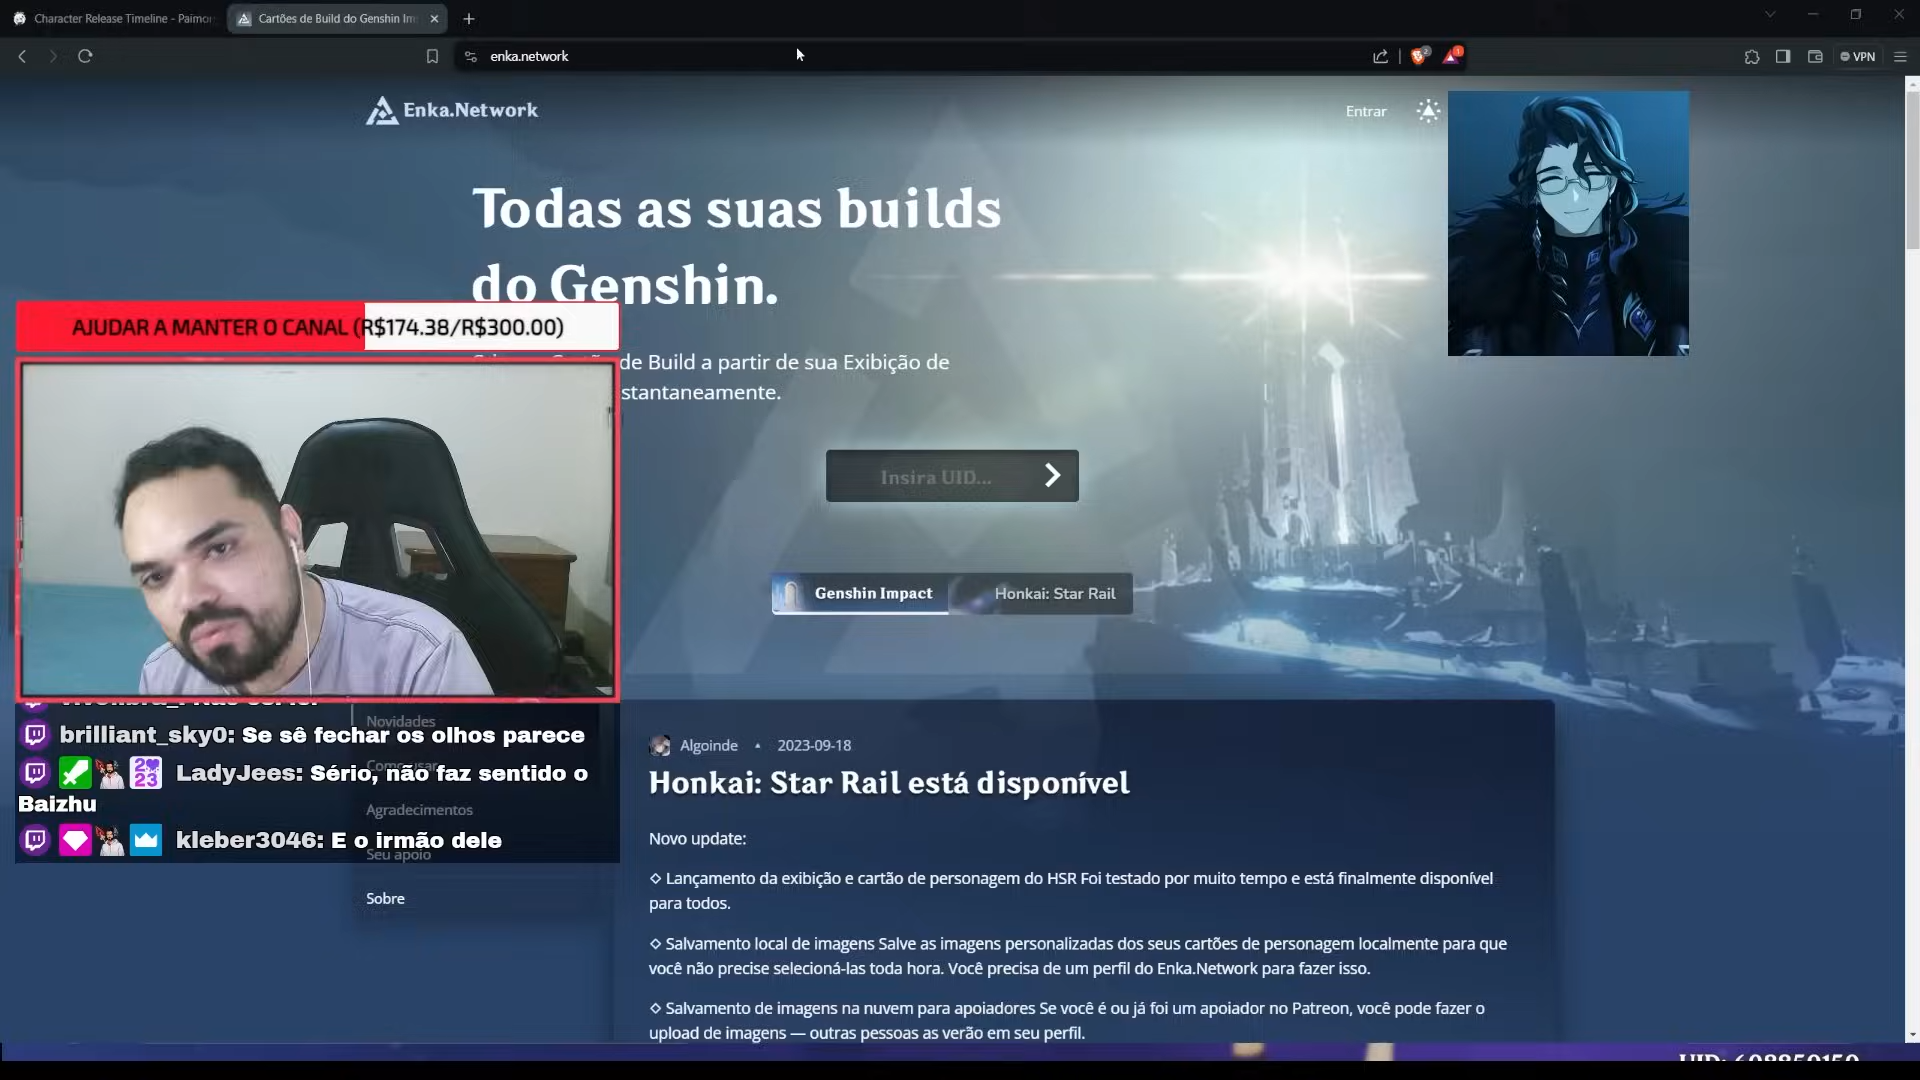 Character Release Timeline - Paimo
Cartões de Build do Genshin Im
enka.network
VPN
Enka.Network
Entrar
Todas as suas builds
do Genshin.
AJUDAR A MANTER O CANAL (R$174.38/R$300.00)
de Build a partir de sua Exibição de
stantaneamente.
Insira UID...
Genshin Impact
Honkai: Star Rail
Novidades
brilliant_sky0: Se sê fechar os olhos parece
Como usar
LadyJees: Sério, não faz sentido o
Baizhu
Agradecimentos
kleber3046: E o irmão dele
Seu apoio
Sobre
Algoinde • 2023-09-18
Honkai: Star Rail está disponível
Novo update:
◇ Lançamento da exibição e cartão de personagem do HSR Foi testado por muito tempo e está finalmente disponível
para todos.
◇ Salvamento local de imagens Salve as imagens personalizadas dos seus cartões de personagem localmente para que
você não precise selecioná-las toda hora. Você precisa de um perfil do Enka.Network para fazer isso.
◇ Salvamento de imagens na nuvem para apoiadores Se você é ou já foi um apoiador no Patreon, você pode fazer o
upload de imagens — outras pessoas as verão em seu perfil.